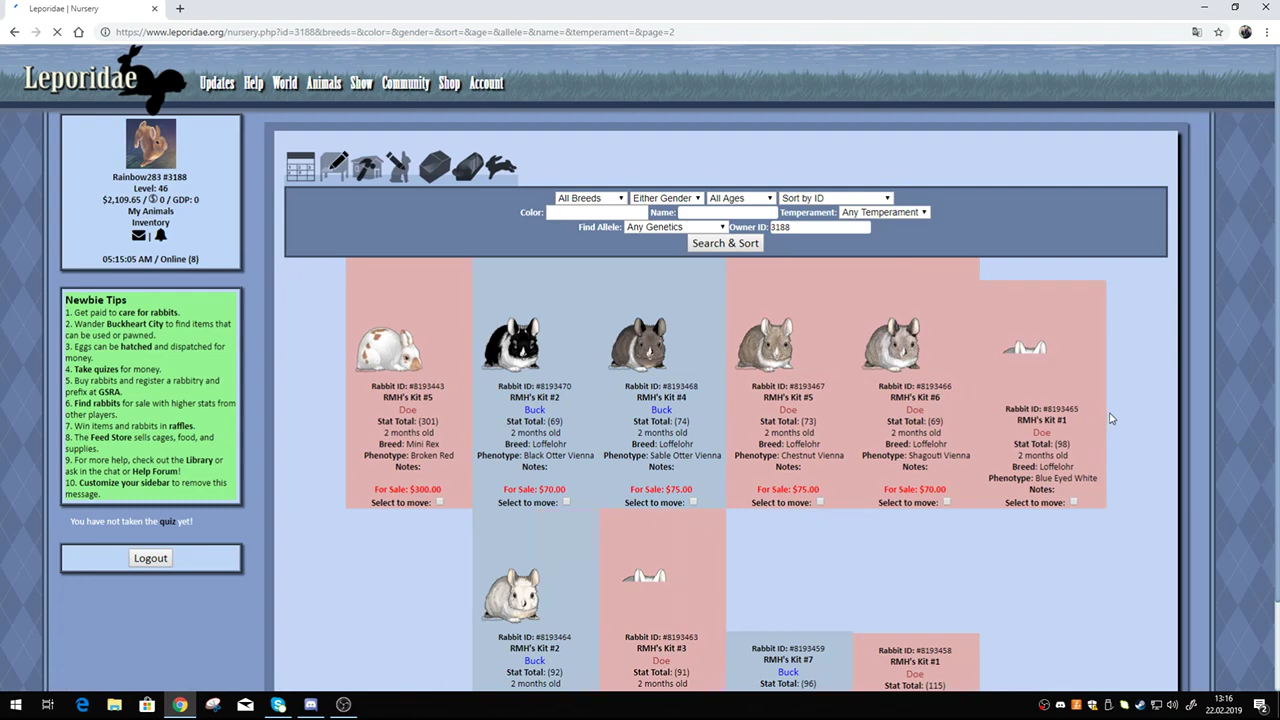 Leporidae | Nursery
https://www.leporidae.org/nursery.php?id=3188&breeds=&color=&gender=&sort=&age=&allele=&name=&temperament=&page=2
Leporidae
Updates Help World Animals Show Community Shop Account
Rainbow283 #3188
Level: 46
$2,109.65 / Ⓢ 0 / GDP: 0
My Animals
Inventory
|
05:15:05 AM / Online (8)
Newbie Tips
1. Get paid to care for rabbits.
2. Wander Buckheart City to find items that
can be used or pawned.
3. Eggs can be hatched and dispatched for
money.
4. Take quizes for money.
5. Buy rabbits and register a rabbitry and
prefix at GSRA.
6. Find rabbits for sale with higher stats from
other players.
7. Win items and rabbits in raffles.
8. The Feed Store sells cages, food, and
supplies.
9. For more help, check out the Library or
ask in the chat or Help Forum!
10. Customize your sidebar to remove this
message.
You have not taken the quiz yet!
Logout
All Breeds Either Gender All Ages Sort by ID
Color: Name: Temperament: Any Temperament
Find Allele: Any Genetics Owner ID: 3188
Search & Sort
Rabbit ID: #8193443
RMH's Kit #5
Doe
Stat Total: (301)
2 months old
Breed: Mini Rex
Phenotype: Broken Red
Notes:
For Sale: $300.00
Select to move:
Rabbit ID: #8193470
RMH's Kit #2
Buck
Stat Total: (69)
2 months old
Breed: Loffelohr
Phenotype: Black Otter Vienna
Notes:
For Sale: $70.00
Select to move:
Rabbit ID: #8193468
RMH's Kit #4
Buck
Stat Total: (74)
2 months old
Breed: Loffelohr
Phenotype: Sable Otter Vienna
Notes:
For Sale: $75.00
Select to move:
Rabbit ID: #8193467
RMH's Kit #5
Doe
Stat Total: (73)
2 months old
Breed: Loffelohr
Phenotype: Chestnut Vienna
Notes:
For Sale: $75.00
Select to move:
Rabbit ID: #8193466
RMH's Kit #6
Doe
Stat Total: (69)
2 months old
Breed: Loffelohr
Phenotype: Shagouti Vienna
Notes:
For Sale: $70.00
Select to move:
Rabbit ID: #8193465
RMH's Kit #1
Doe
Stat Total: (98)
2 months old
Breed: Loffelohr
Phenotype: Blue Eyed White
Notes:
Select to move:
Rabbit ID: #8193464
RMH's Kit #2
Buck
Stat Total: (92)
2 months old
Rabbit ID: #8193463
RMH's Kit #3
Doe
Stat Total: (91)
2 months old
Rabbit ID: #8193459
RMH's Kit #7
Buck
Stat Total: (96)
Rabbit ID: #8193458
RMH's Kit #1
Doe
Stat Total: (115)
13:16
22.02.2019